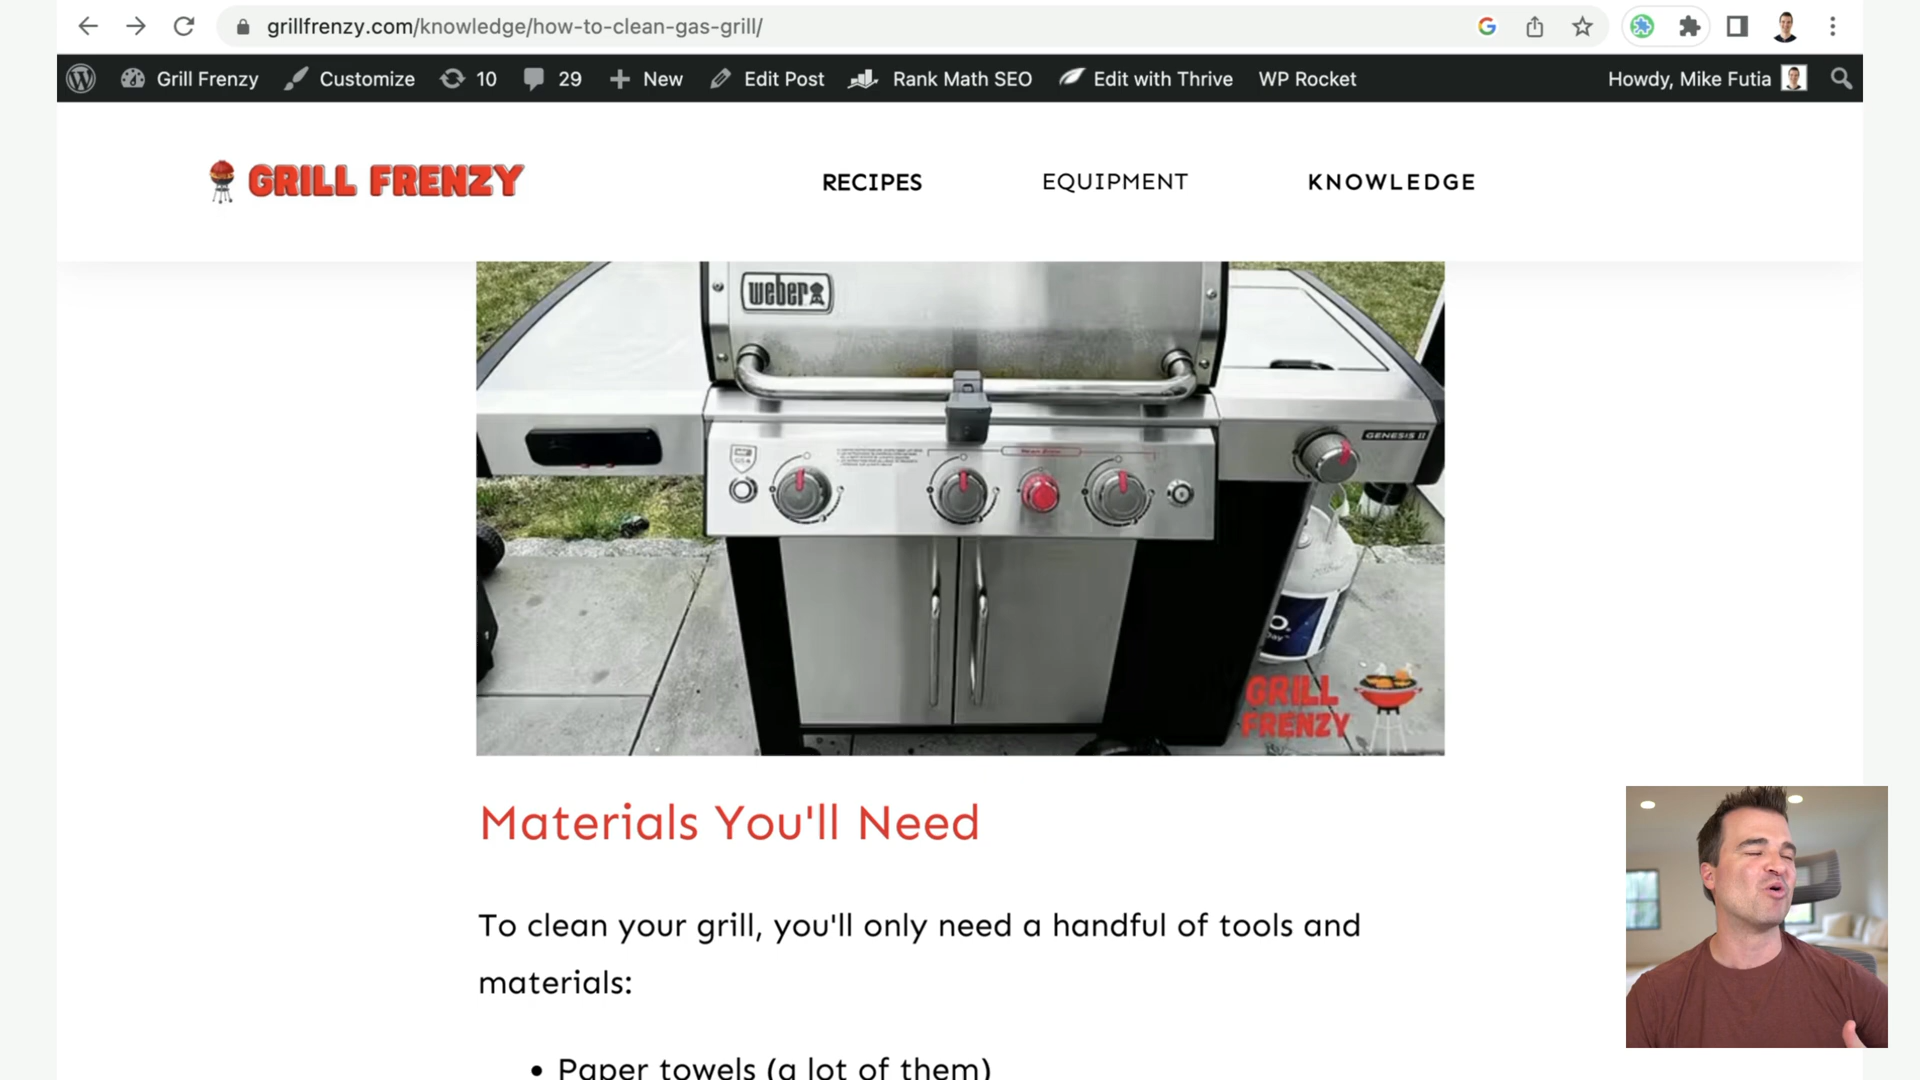 grillfrenzy.com/knowledge/how-to-clean-gas-grill/
Grill Frenzy Customize 10 29 New Edit Post Rank Math SEO Edit with Thrive WP Rocket Howdy, Mike Futia
GRILL FRENZY RECIPES EQUIPMENT KNOWLEDGE
weber
GENESIS II
GRILL
FRENZY
Materials You'll Need
To clean your grill, you'll only need a handful of tools and
materials:
• Paper towels (a lot of them)